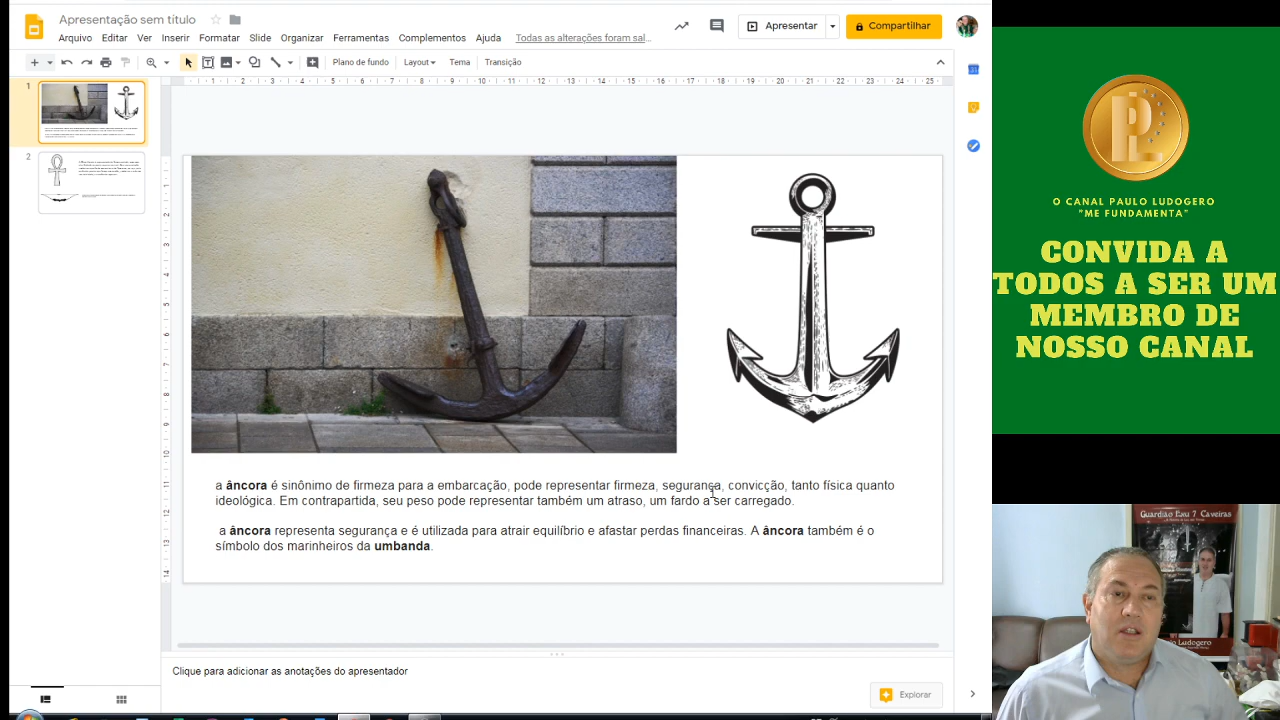 Apresentação sem título
Arquivo Editar Ver Inserir Formatar Slide Organizar Ferramentas Complementos Ajuda Todas as alterações foram sal...
Apresentar
Compartilhar
Plano de fundo Layout Tema Transição
1
2
a âncora é sinônimo de firmeza para a embarcação, pode representar firmeza, segurança, convicção, tanto física quanto
ideológica. Em contrapartida, seu peso pode representar também um atraso, um fardo a ser carregado.
a âncora representa segurança e é utilizada para atrair equilíbrio e afastar perdas financeiras. A âncora também é o
símbolo dos marinheiros da umbanda.
Clique para adicionar as anotações do apresentador
Explorar
PL
O CANAL PAULO LUDOGERO
"ME FUNDAMENTA"
CONVIDA A
TODOS A SER UM
MEMBRO DE
NOSSO CANAL
Guardião Exu 7 Caveiras
Ludogero